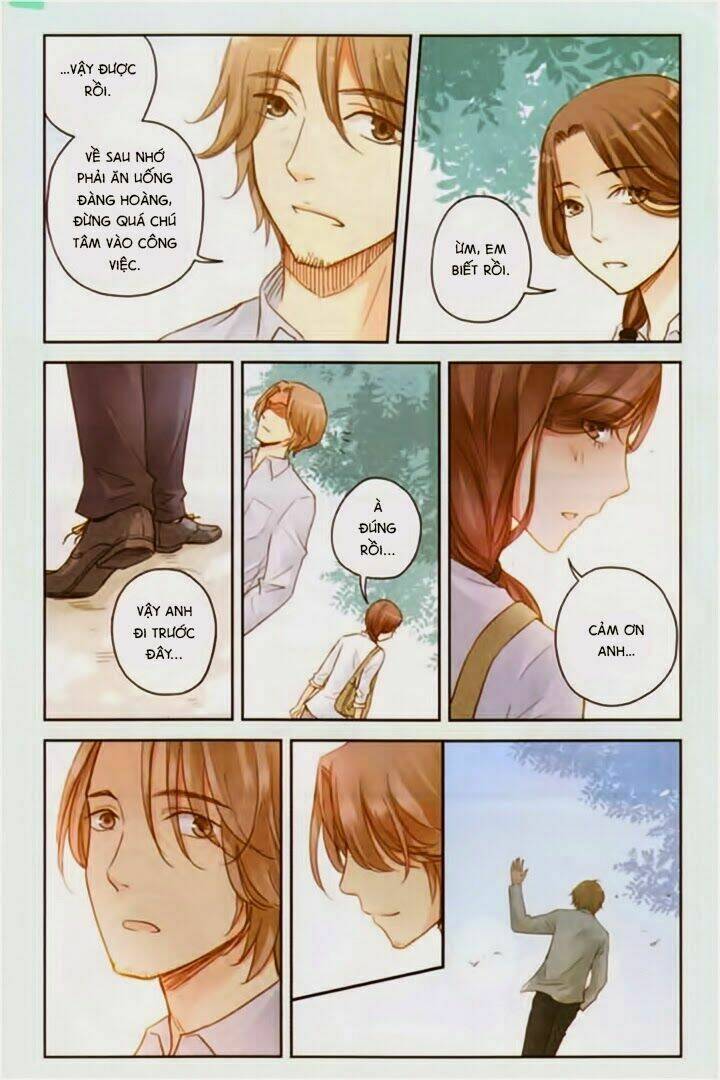 ...VẬY ĐƯỢC
RỒI.
VỀ SAU NHỚ
PHẢI ĂN UỐNG
ĐÀNG HOÀNG,
ĐỪNG QUÁ CHÚ
TÂM VÀO CÔNG
VIỆC.
ỪM, EM
BIẾT RỒI.
VẬY ANH
ĐI TRƯỚC
ĐÂY...
À
ĐÚNG
RỒI...
CẢM ƠN
ANH...